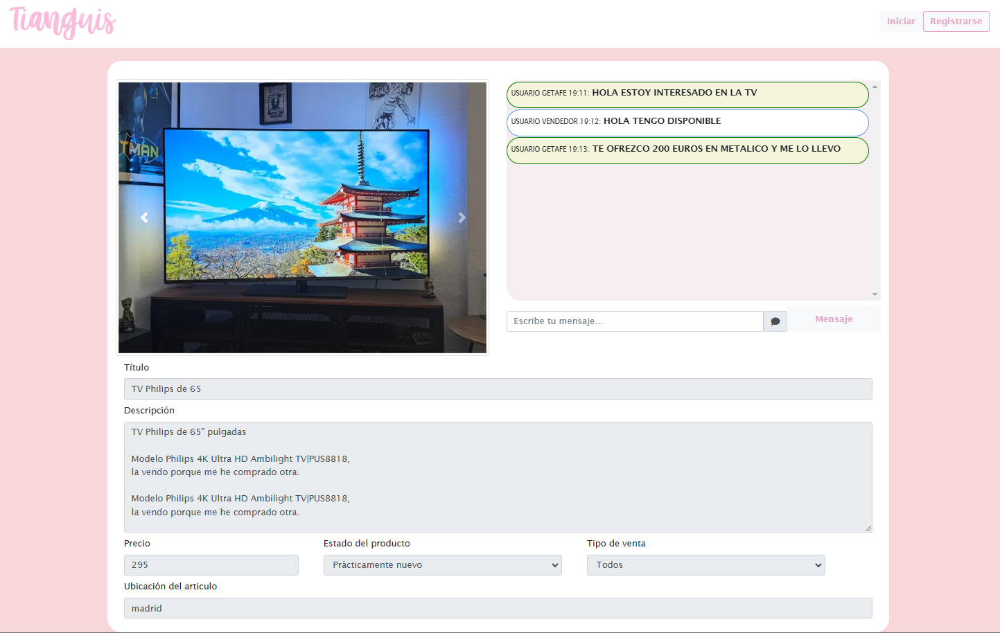 Tianguis
Iniciar
Registrarse
TMAN
PANTHER
USUARIO GETAFE 19:11: HOLA ESTOY INTERESADO EN LA TV
USUARIO VENDEDOR 19:12: HOLA TENGO DISPONIBLE
USUARIO GETAFE 19:13: TE OFREZCO 200 EUROS EN METALICO Y ME LO LLEVO
Escribe tu mensaje...
Mensaje
Título
TV Philips de 65
Descripción
TV Philips de 65" pulgadas
Modelo Philips 4K Ultra HD Ambilight TV|PUS8818,
la vendo porque me he comprado otra.
Modelo Philips 4K Ultra HD Ambilight TV|PUS8818,
la vendo porque me he comprado otra.
Precio
Estado del producto
Tipo de venta
295
Prácticamente nuevo
Todos
Ubicación del articulo
madrid